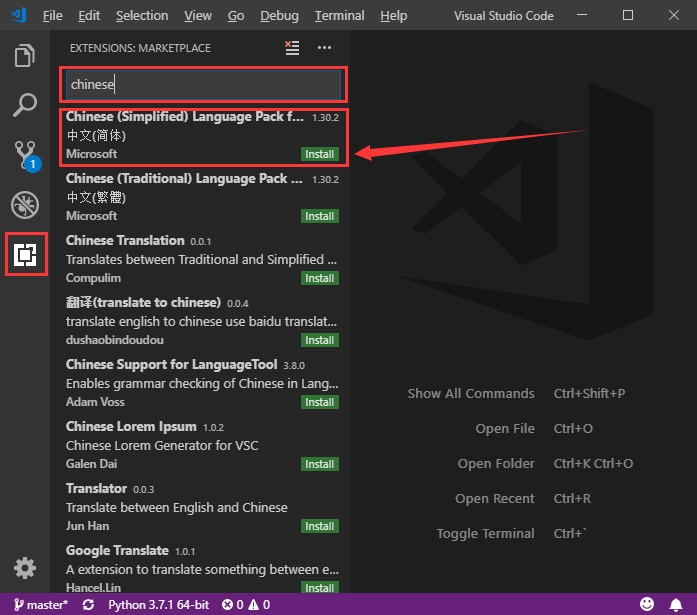 File Edit Selection View Go Debug Terminal Help Visual Studio Code
EXTENSIONS: MARKETPLACE
chinese
Chinese (Simplified) Language Pack f... 1.30.2
中文(简体)
Microsoft Install
Chinese (Traditional) Language Pack ... 1.30.2
中文(繁體)
Microsoft Install
Chinese Translation 0.0.1
Translates between Traditional and Simplified ...
Compulim Install
翻译(translate to chinese) 0.0.4
translate english to chinese use baidu translat...
dushaobindoudou Install
Chinese Support for LanguageTool 3.8.0
Enables grammar checking of Chinese in Lang...
Adam Voss Install
Chinese Lorem Ipsum 1.0.2
Chinese Lorem Generator for VSC
Galen Dai Install
Translator 0.0.3
Translate between English and Chinese
Jun Han Install
Google Translate 1.0.1
A extension to translate something between e...
Hancel.Lin Install
1
Show All Commands Ctrl+Shift+P
Open File Ctrl+O
Open Folder Ctrl+K Ctrl+O
Open Recent Ctrl+R
Toggle Terminal Ctrl+`
master* Python 3.7.1 64-bit 0 0